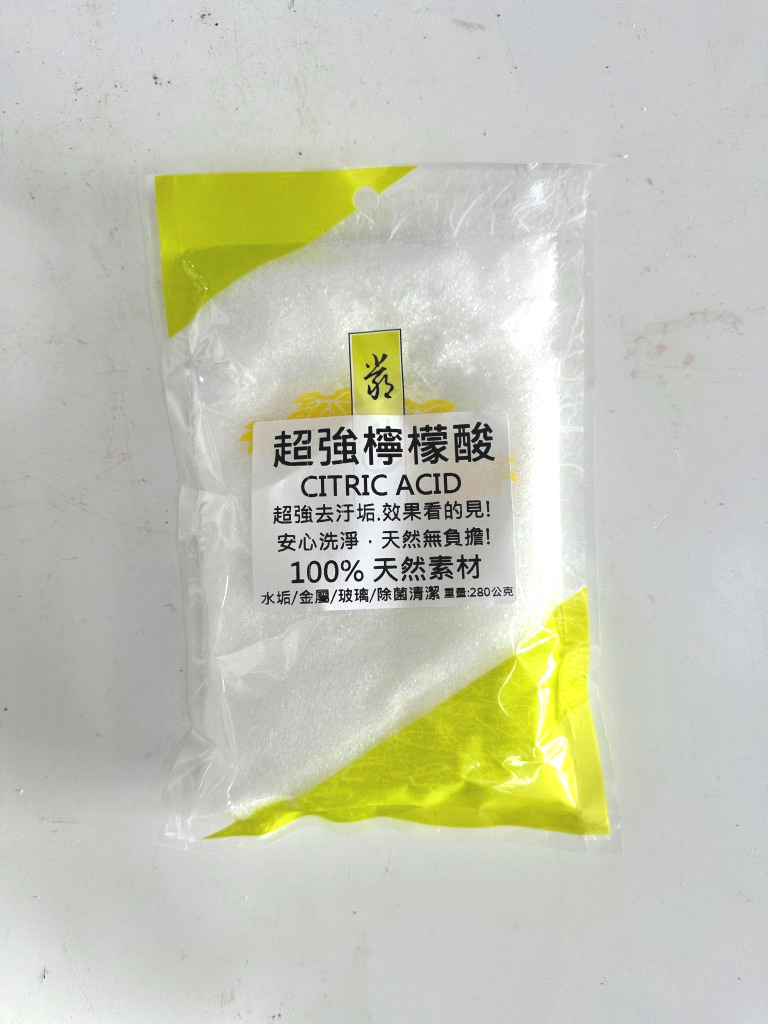 超強檸檬酸
CITRIC ACID
超強去汙垢.效果看的見!
安心洗淨．天然無負擔!
100% 天然素材
水垢/金屬/玻璃/除菌清潔 重量:280公克